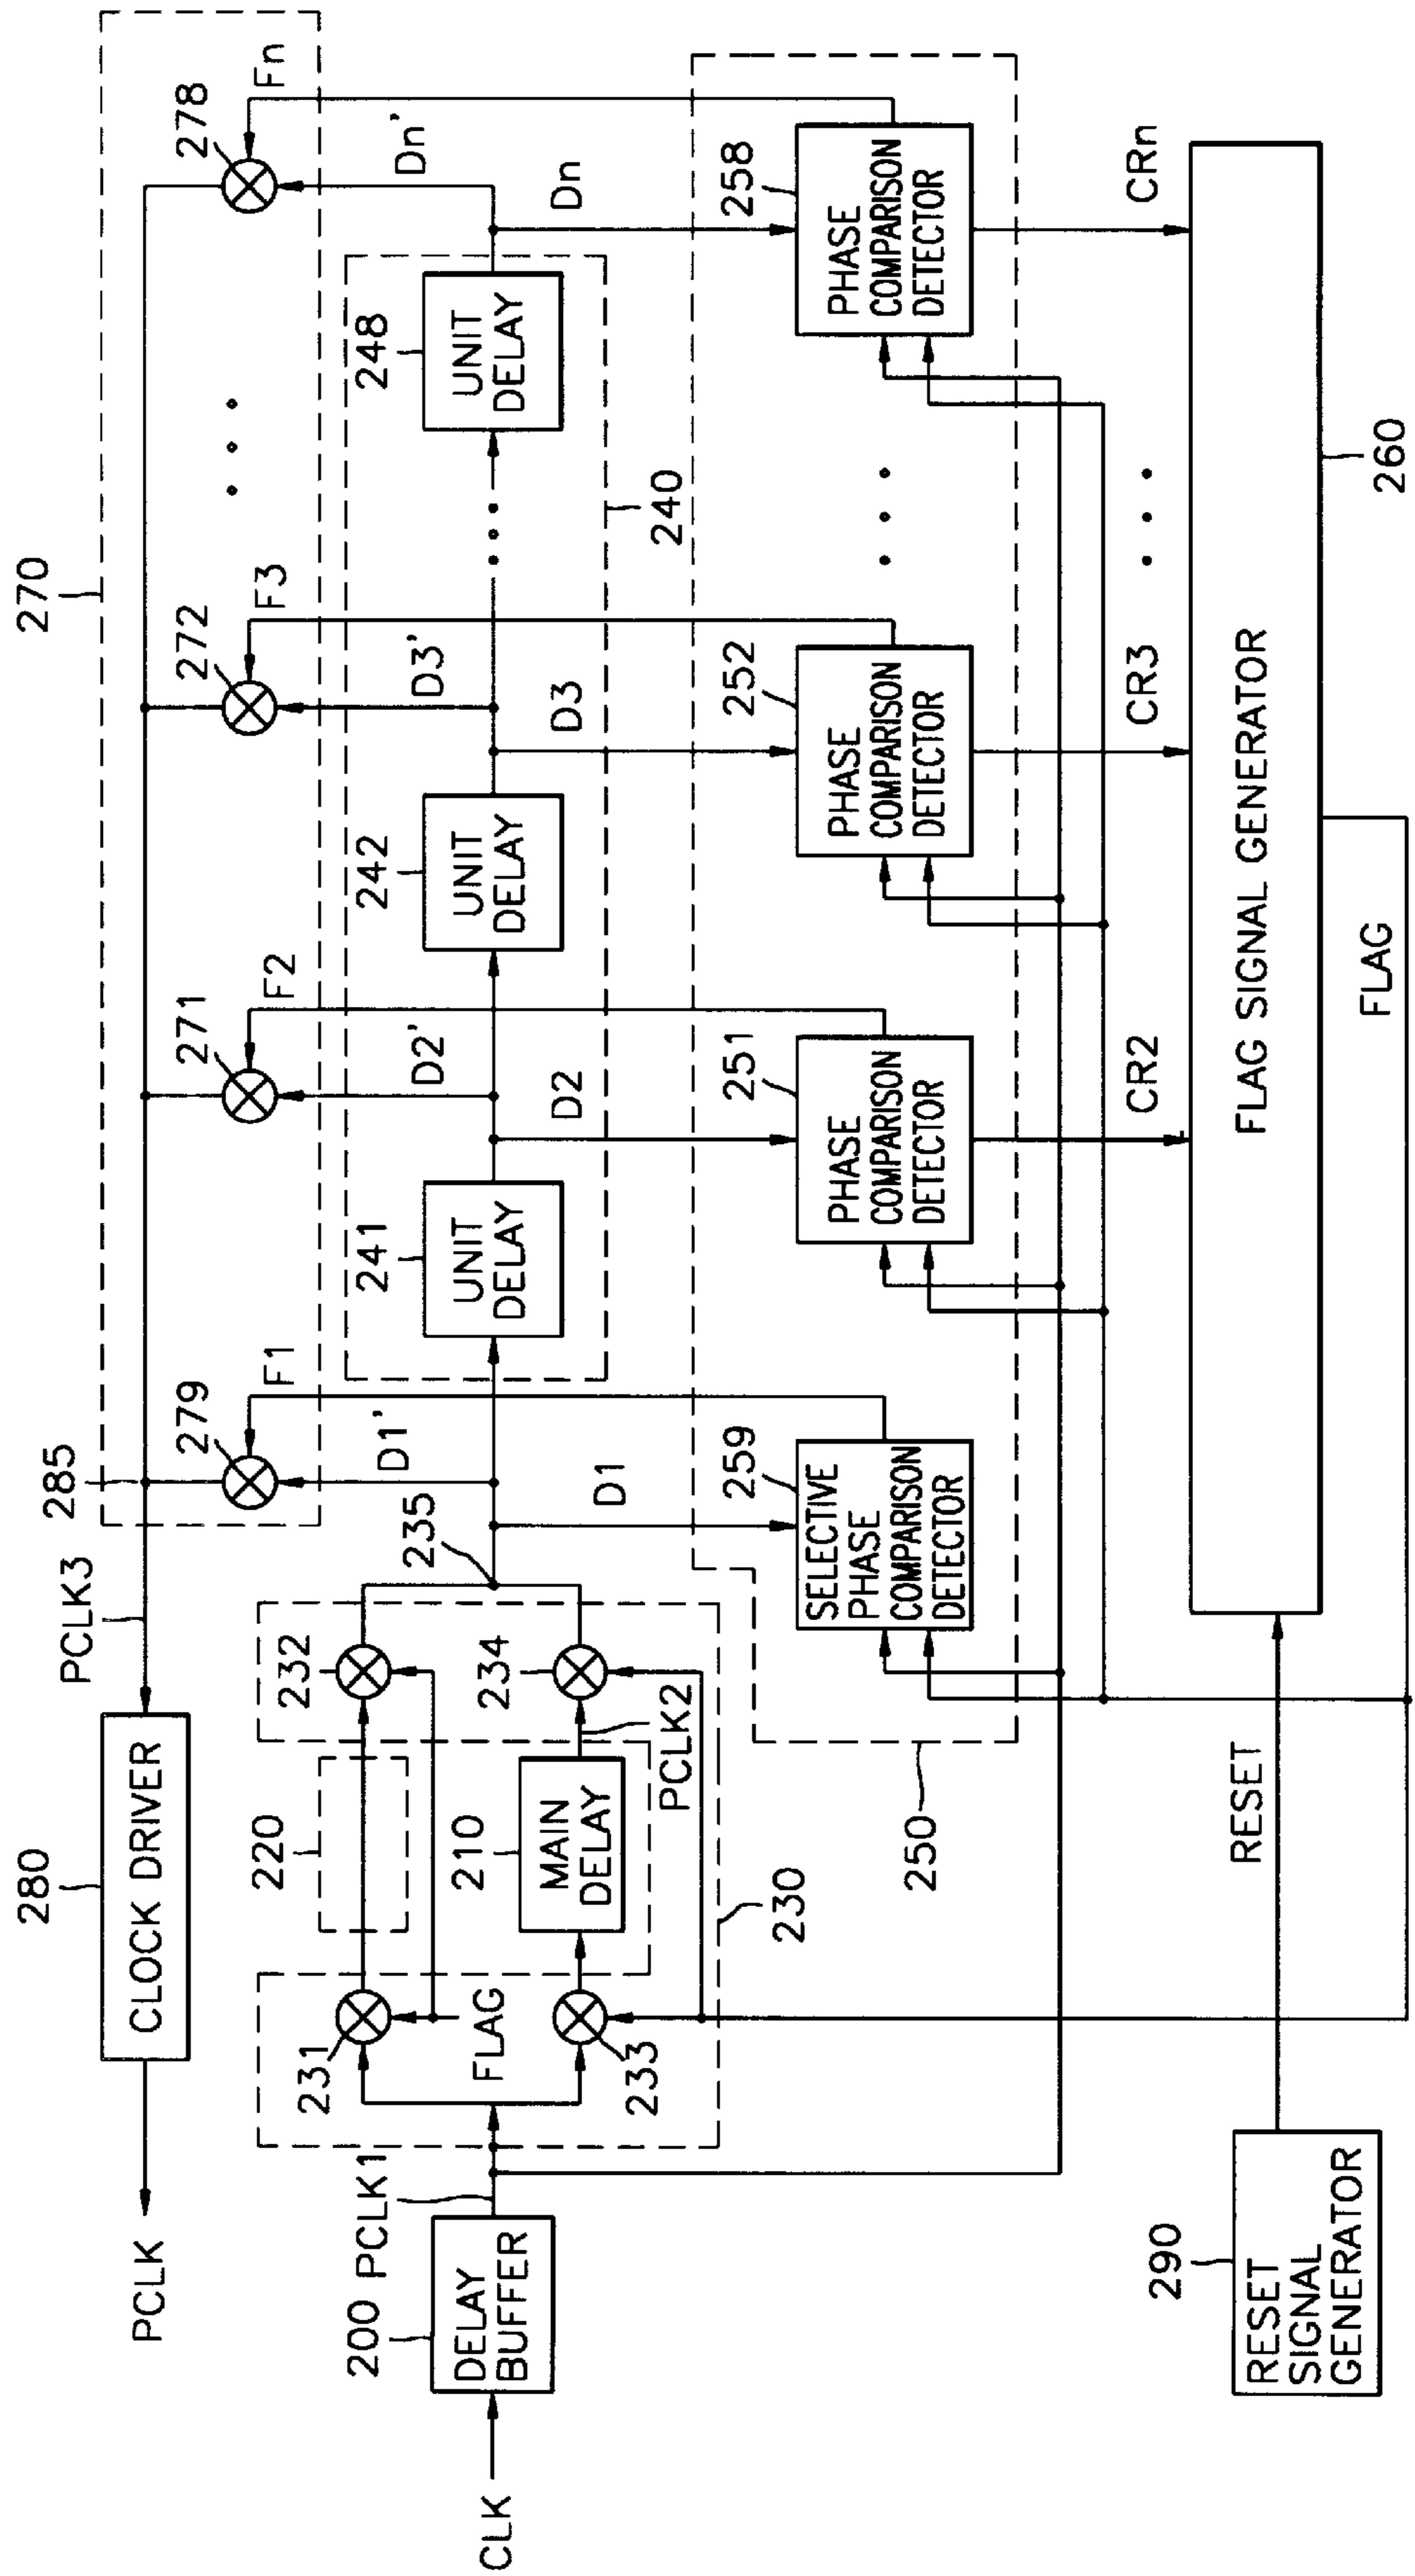 270
278
Fn
Dn'
Dn
272
F3
D3'
D3
271
F2
D2'
D2
285
279
F1
D1'
D1
PCLK3
280
CLOCK DRIVER
PCLK
248
UNIT
DELAY
242
UNIT
DELAY
241
UNIT
DELAY
240
235
232
234
220
210
MAIN
DELAY
PCLK2
230
231
FLAG
233
PCLK1
200
DELAY
BUFFER
CLK
258
PHASE
COMPARISON
DETECTOR
252
PHASE
COMPARISON
DETECTOR
251
PHASE
COMPARISON
DETECTOR
259
SELECTIVE
PHASE
COMPARISON
DETECTOR
250
CRn
CR3
CR2
FLAG SIGNAL GENERATOR
260
FLAG
RESET
290
RESET
SIGNAL
GENERATOR